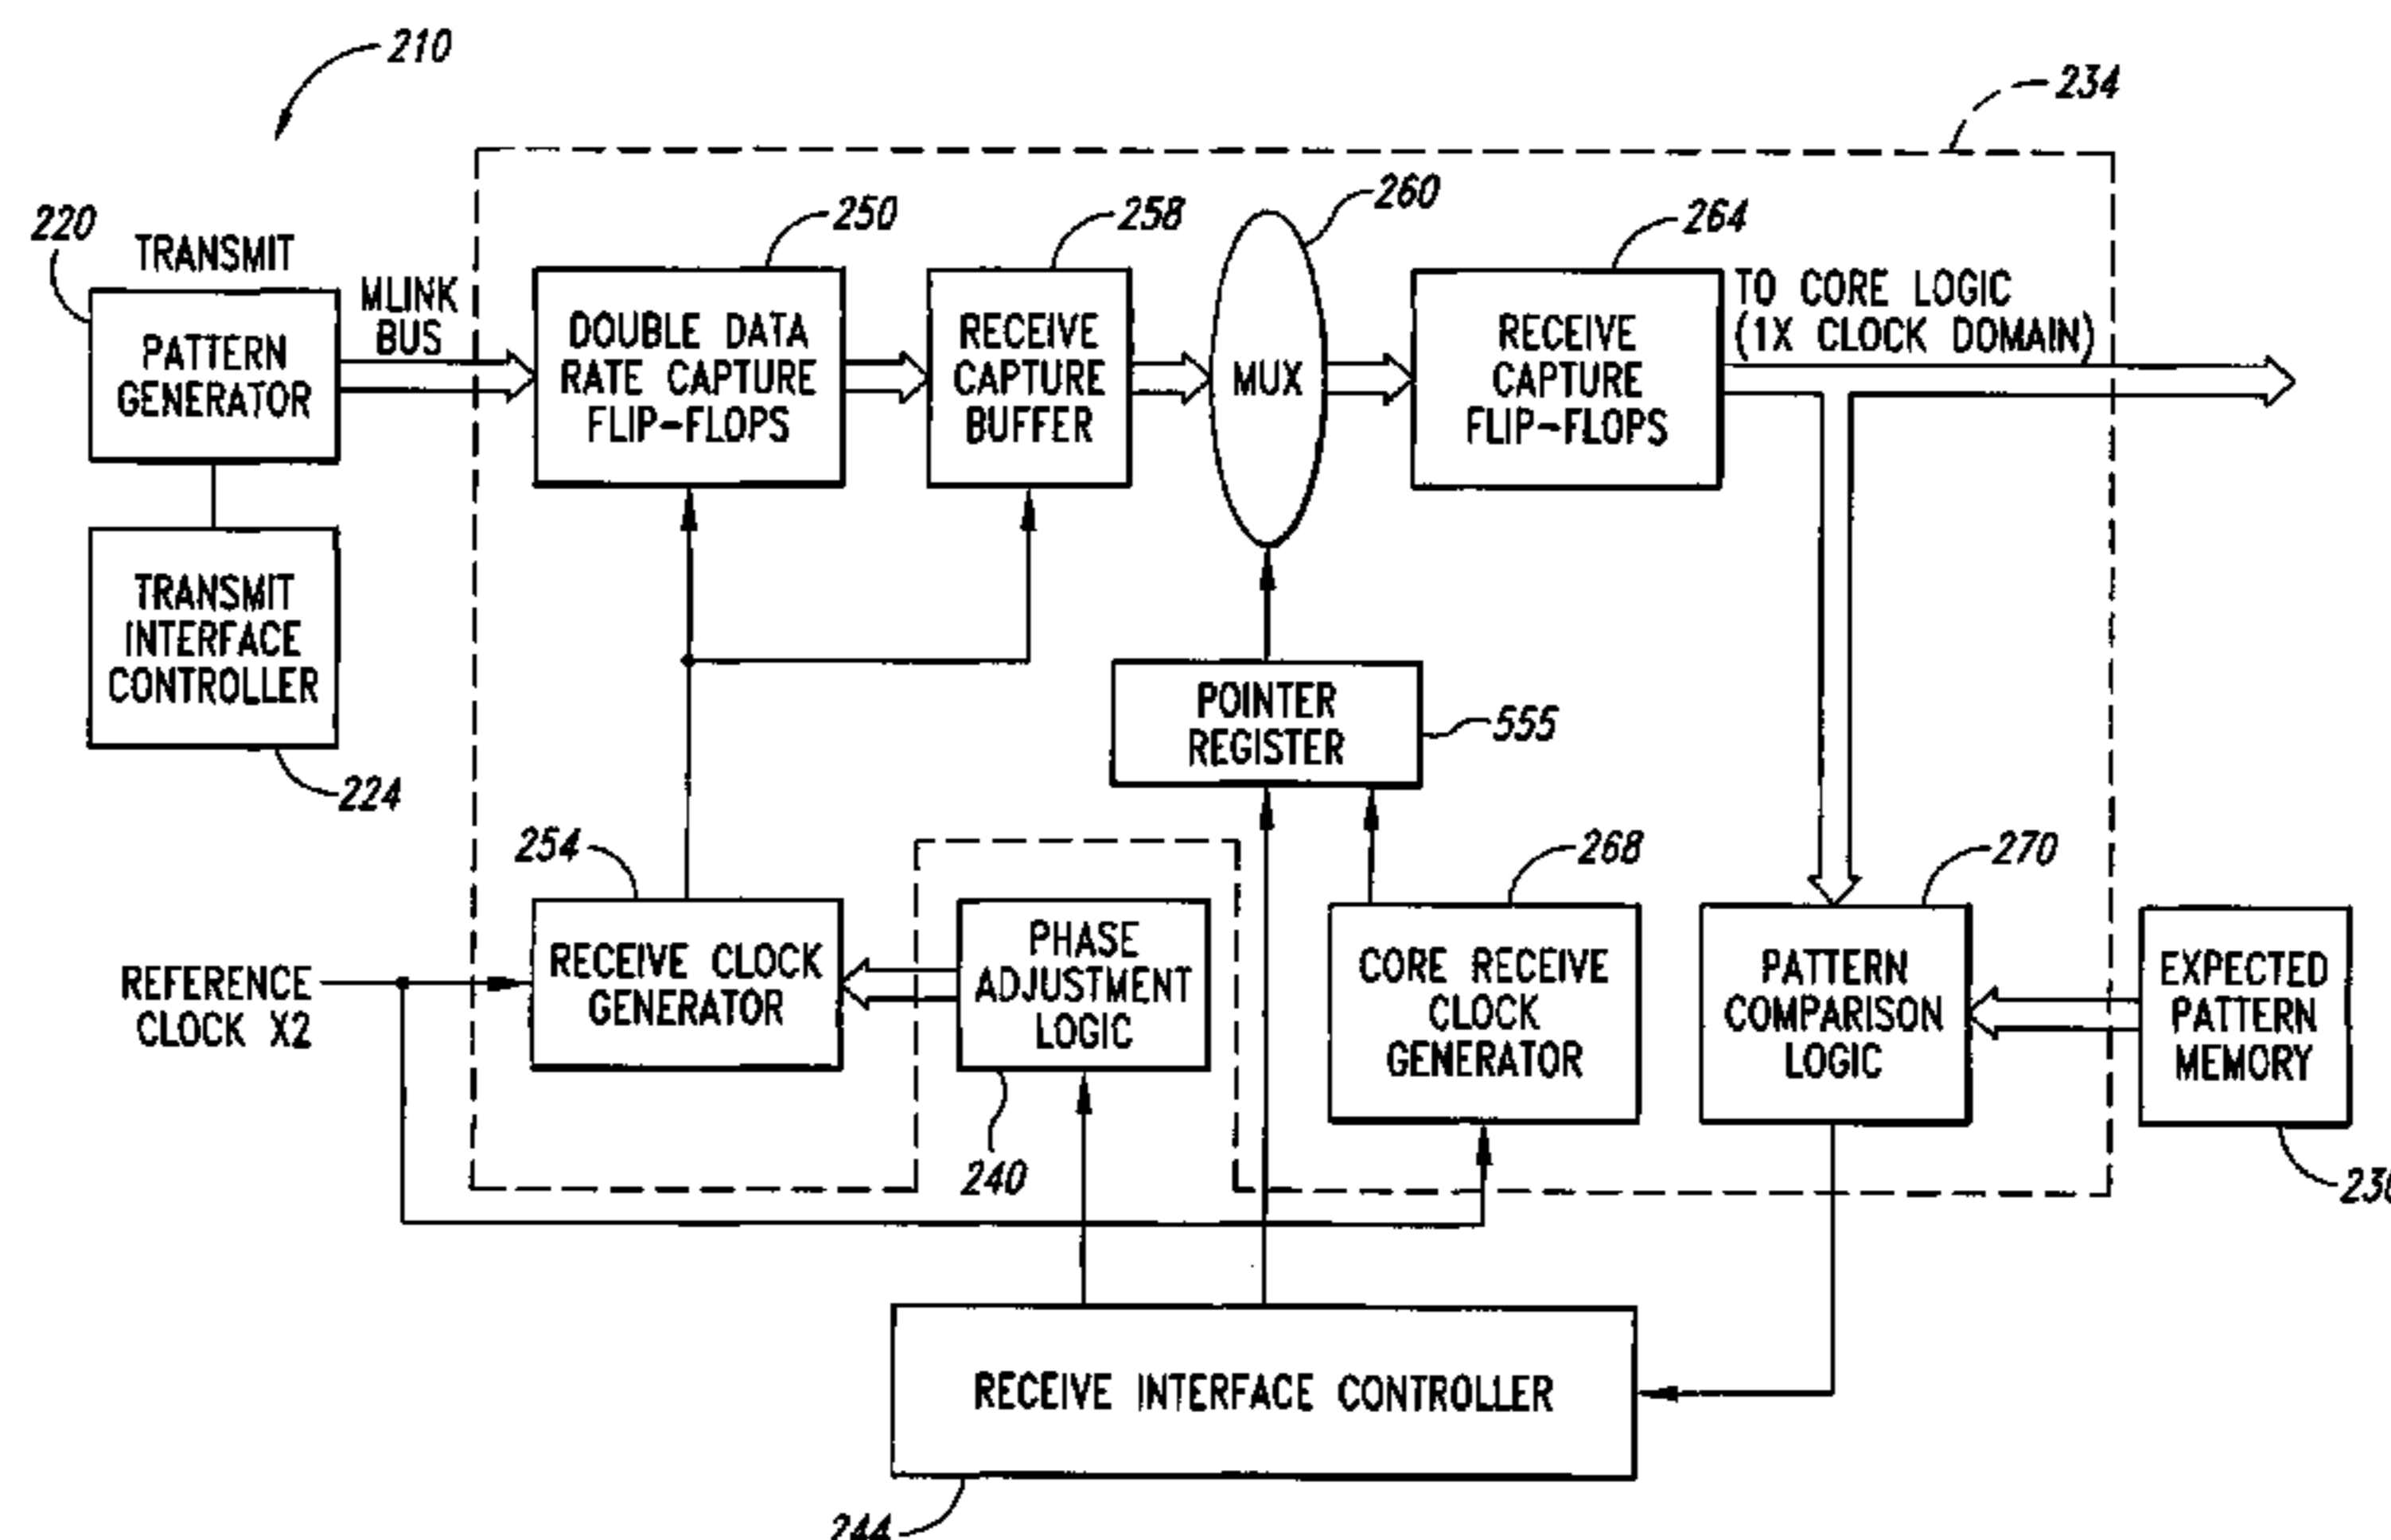 210
234
220
TRANSMIT
MLINK
BUS
250
258
260
264
PATTERN
GENERATOR
DOUBLE DATA
RATE CAPTURE
FLIP-FLOPS
RECEIVE
CAPTURE
BUFFER
MUX
RECEIVE
CAPTURE
FLIP-FLOPS
TO CORE LOGIC
(1X CLOCK DOMAIN)
TRANSMIT
INTERFACE
CONTROLLER
224
POINTER
REGISTER
555
254
268
270
REFERENCE
CLOCK X2
RECEIVE CLOCK
GENERATOR
PHASE
ADJUSTMENT
LOGIC
240
CORE RECEIVE
CLOCK
GENERATOR
PATTERN
COMPARISON
LOGIC
EXPECTED
PATTERN
MEMORY
RECEIVE INTERFACE CONTROLLER
244